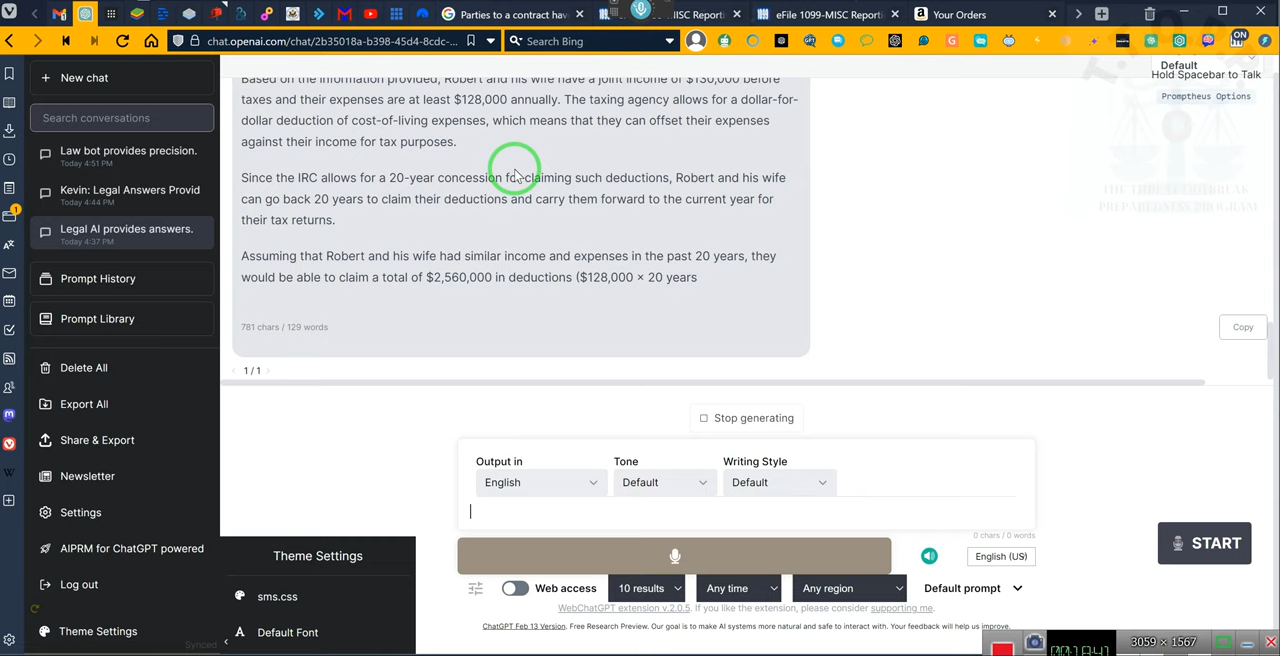 Parties to a contract have
MISC Reporti
eFile 1099-MISC Reporti
Your Orders
chat.openai.com/chat/2b35018a-b398-45d4-8cdc-...
Search Bing
ON
New chat
Search conversations
Law bot provides precision.
Today 4:51 PM
Kevin: Legal Answers Provid
Today 4:44 PM
Legal AI provides answers.
Today 4:37 PM
Prompt History
Prompt Library
Delete All
Export All
Share & Export
Newsletter
Settings
AIPRM for ChatGPT powered
Log out
Theme Settings
Synced
Theme Settings
sms.css
Default Font
Based on the information provided, Robert and his wife have a joint income of $130,000 before
taxes and their expenses are at least $128,000 annually. The taxing agency allows for a dollar-for-
dollar deduction of cost-of-living expenses, which means that they can offset their expenses
against their income for tax purposes.
Since the IRC allows for a 20-year concession for claiming such deductions, Robert and his wife
can go back 20 years to claim their deductions and carry them forward to the current year for
their tax returns.
Assuming that Robert and his wife had similar income and expenses in the past 20 years, they
would be able to claim a total of $2,560,000 in deductions ($128,000 × 20 years
781 chars / 129 words
1 / 1
Default
Hold Spacebar to Talk
Promptheus Options
THE THREAT OUTBREAK
PREPAREDNESS PROGRAM
Copy
Stop generating
Output in
Tone
Writing Style
English
Default
Default
0 chars / 0 words
English (US)
START
Web access
10 results
Any time
Any region
Default prompt
WebChatGPT extension v.2.0.5. If you like the extension, please consider supporting me.
ChatGPT Feb 13 Version. Free Research Preview. Our goal is to make AI systems more natural and safe to interact with. Your feedback will help us improve.
3059 × 1567